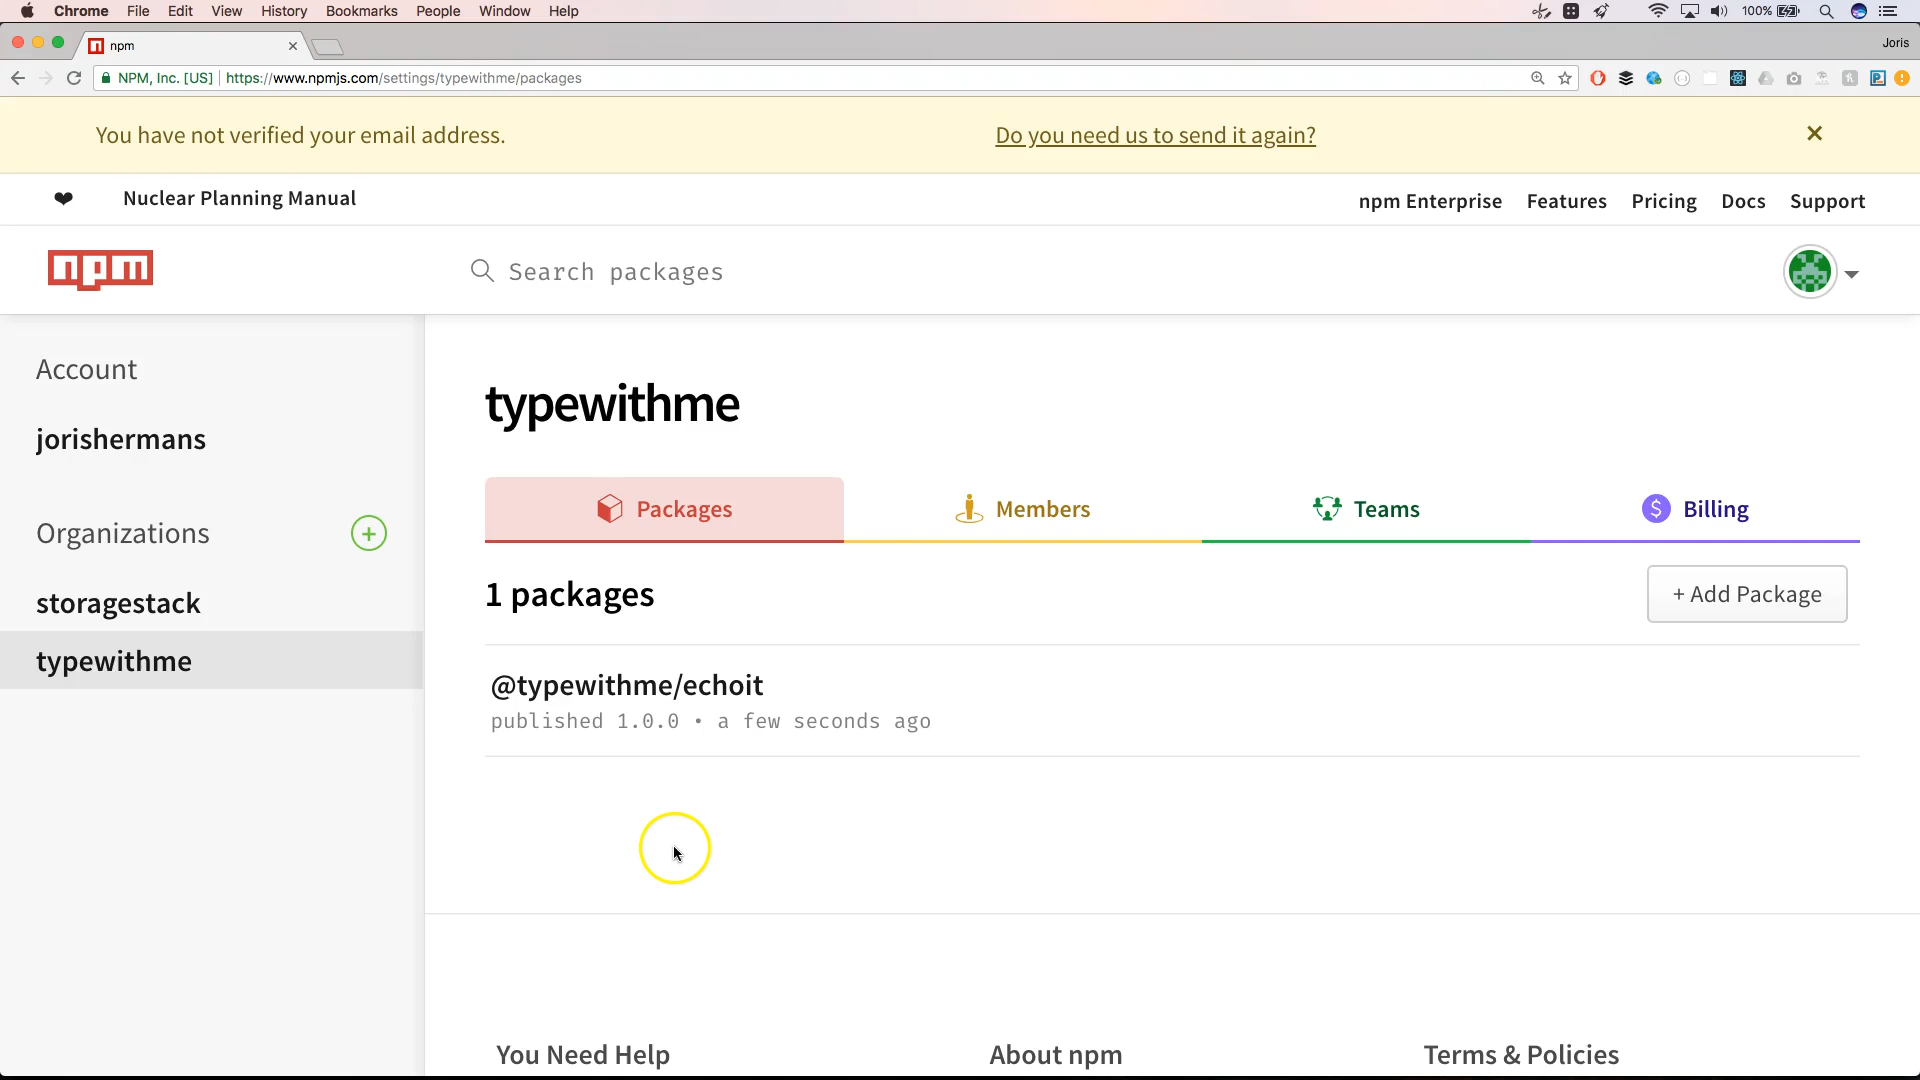 Chrome File Edit View History Bookmarks People Window Help 100%
npm Joris
NPM, Inc. [US] https://www.npmjs.com/settings/typewithme/packages
You have not verified your email address. Do you need us to send it again? ×
❤ Nuclear Planning Manual npm Enterprise Features Pricing Docs Support
npm Search packages
Account
typewithme
jorishermans
Packages Members Teams Billing
Organizations
1 packages + Add Package
storagestack
typewithme
@typewithme/echoit
published 1.0.0 • a few seconds ago
You Need Help About npm Terms & Policies